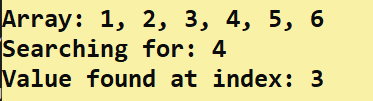 Array: 1, 2, 3, 4, 5, 6
Searching for: 4
Value found at index: 3